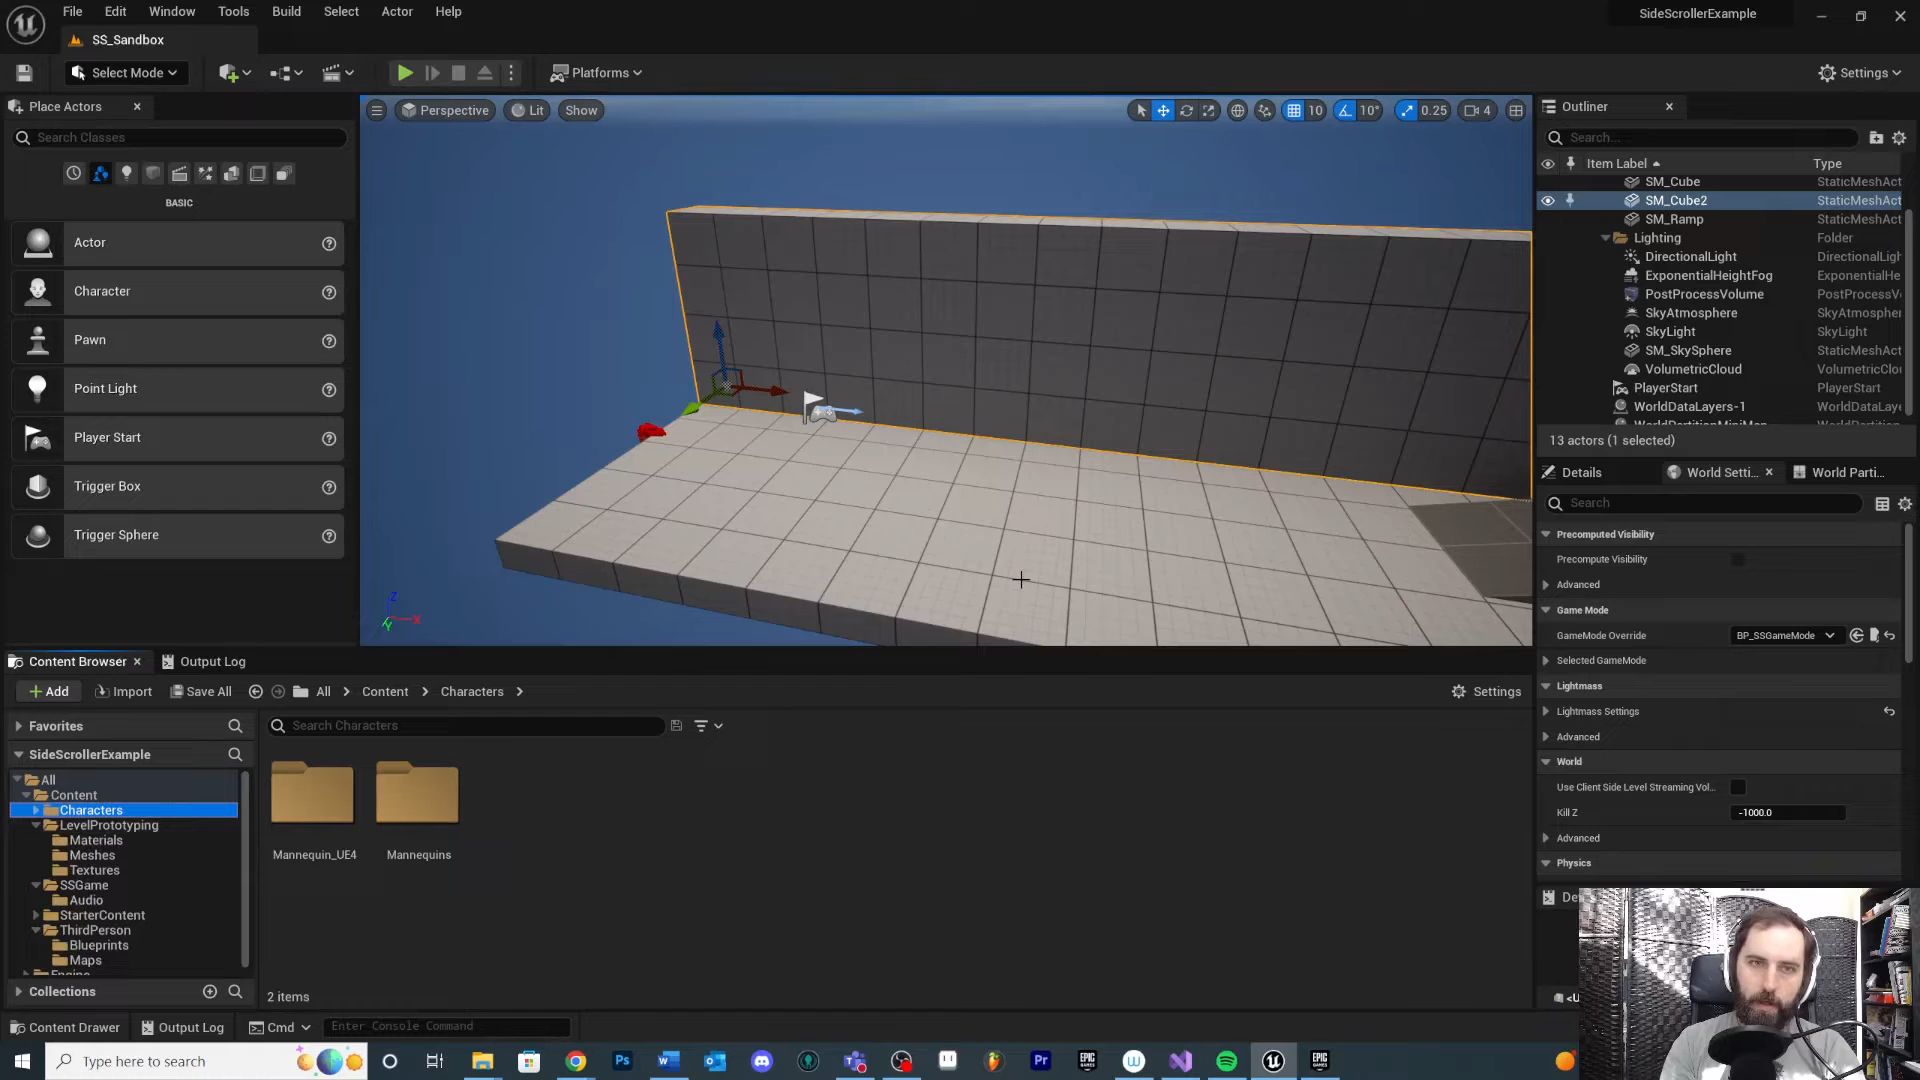 File Edit Window Tools Build Select Actor Help
SideScrollerExample
SS_Sandbox
Select Mode
Platforms
Settings
Place Actors
Search Classes
BASIC
Actor
Character
Pawn
Point Light
Player Start
Trigger Box
Trigger Sphere
Perspective Lit Show
10 10° 0.25 4
Z
X
Y
Outliner
Search...
Item Label Type
SM_Cube StaticMeshAct
SM_Cube2 StaticMeshAct
SM_Ramp StaticMeshAct
Lighting Folder
DirectionalLight DirectionalLigh
ExponentialHeightFog ExponentialHe
PostProcessVolume PostProcessV
SkyAtmosphere SkyAtmospher
SkyLight SkyLight
SM_SkySphere StaticMeshAct
VolumetricCloud VolumetricClo
PlayerStart PlayerStart
WorldDataLayers-1 WorldDataLaye
13 actors (1 selected)
Details World Setti... World Parti...
Search
Precomputed Visibility
Precompute Visibility
Advanced
Game Mode
GameMode Override BP_SSGameMode
Selected GameMode
Lightmass
Lightmass Settings
Advanced
World
Use Client Side Level Streaming Vol...
Kill Z -1000.0
Advanced
Physics
Content Browser Output Log
Add Import Save All All Content Characters Settings
Favorites
Search Characters
SideScrollerExample
All
Content
Characters
LevelPrototyping
Materials
Meshes
Textures
SSGame
Audio
StarterContent
ThirdPerson
Blueprints
Maps
Collections
Mannequin_UE4 Mannequins
2 items
Content Drawer Output Log Cmd Enter Console Command
Type here to search